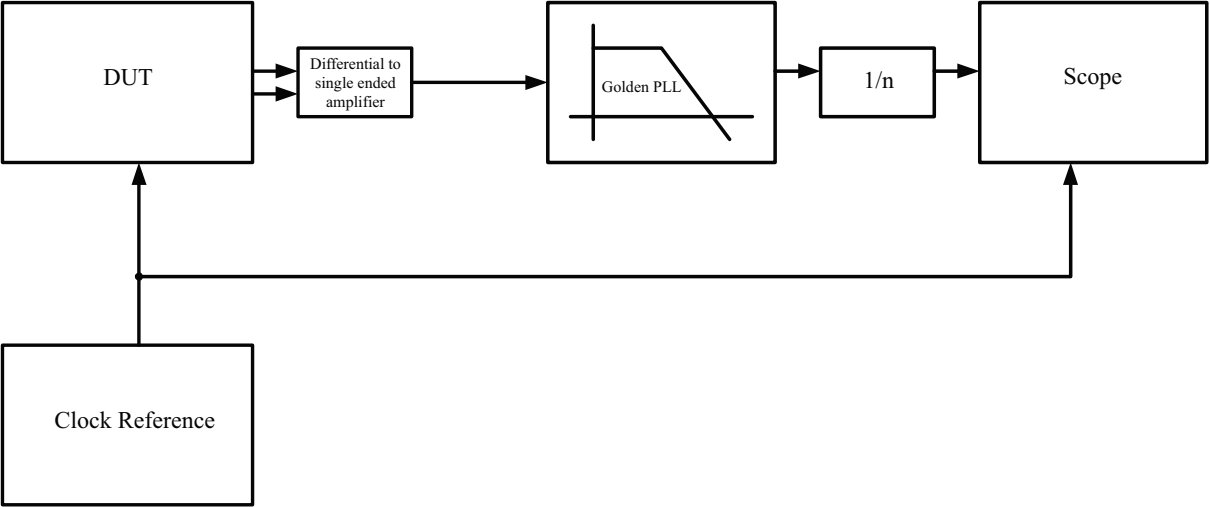 DUT
Differential to
single ended
amplifier
Golden PLL
1/n
Scope
Clock Reference